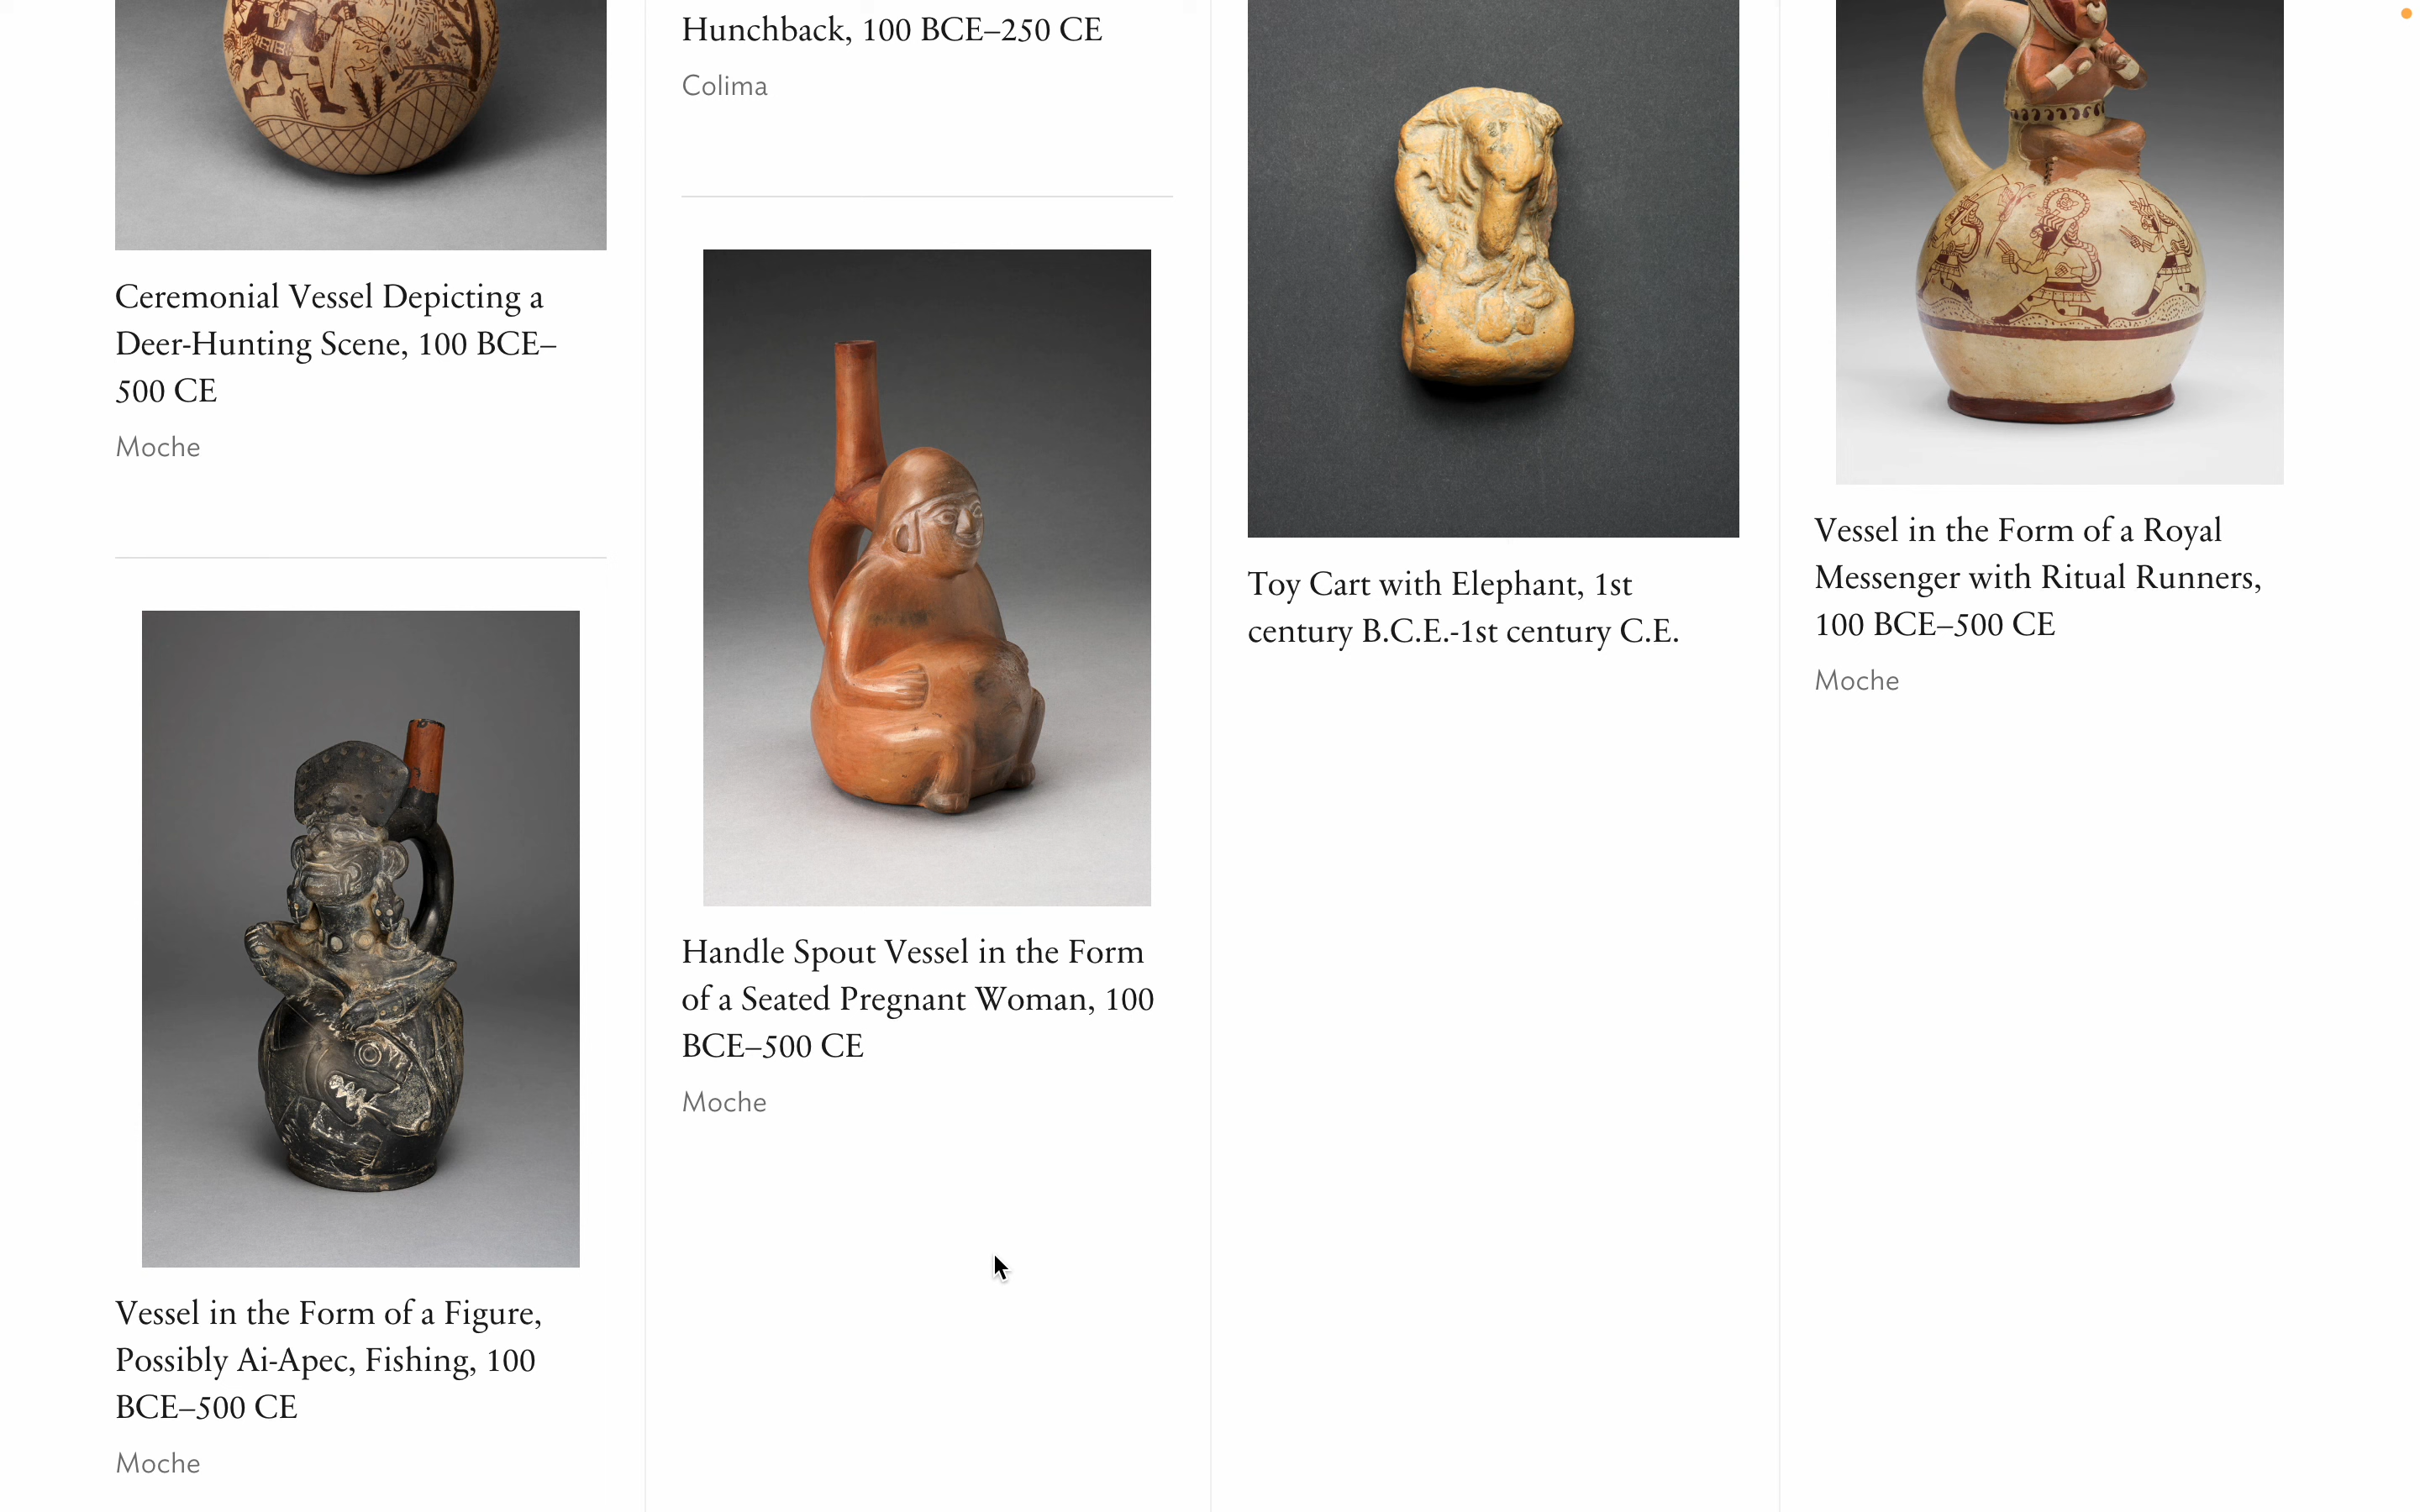 Ceremonial Vessel Depicting a
Deer-Hunting Scene, 100 BCE–
500 CE
Moche
Vessel in the Form of a Figure,
Possibly Ai-Apec, Fishing, 100
BCE–500 CE
Moche
Hunchback, 100 BCE–250 CE
Colima
Handle Spout Vessel in the Form
of a Seated Pregnant Woman, 100
BCE–500 CE
Moche
Toy Cart with Elephant, 1st
century B.C.E.-1st century C.E.
Vessel in the Form of a Royal
Messenger with Ritual Runners,
100 BCE–500 CE
Moche